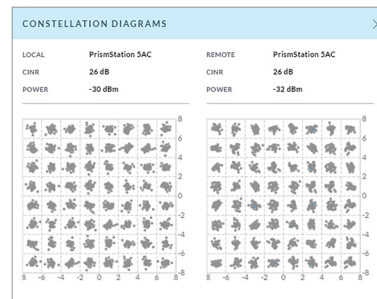 CONSTELLATION DIAGRAMS
LOCAL PrismStation 5AC REMOTE PrismStation 5AC
CINR 26 dB CINR 26 dB
POWER -30 dBm POWER -32 dBm
8 8
6 6
4 4
2 2
0 0
-2 -2
-4 -4
-6 -6
-8 -8
8 -6 -4 -2 0 2 4 6 8 -8 -6 -4 -2 0 2 4 6 8